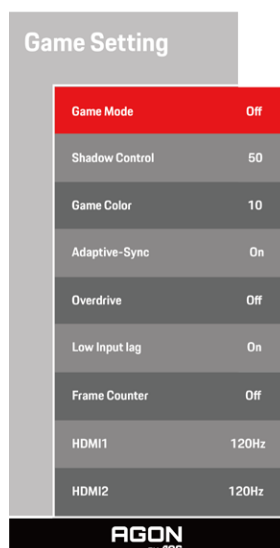 Game Setting
Game Mode Off
Shadow Control 50
Game Color 10
Adaptive-Sync On
Overdrive Off
Low Input lag On
Frame Counter Off
HDMI1 120Hz
HDMI2 120Hz
AGON